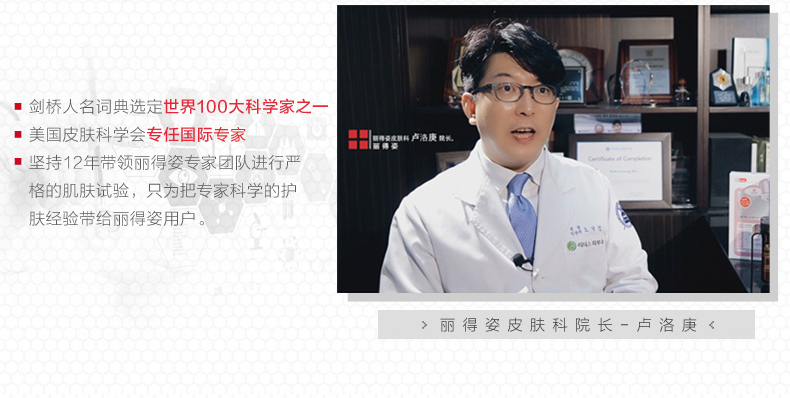 剑桥人名词典选定世界100大科学家之一
美国皮肤科学会专任国际专家
坚持12年带领丽得姿专家团队进行严
格的肌肤试验，只为把专家科学的护
肤经验带给丽得姿用户。
丽得姿皮肤科 卢洛庚 院长。
丽得姿
Certificate of Completion
丽得姿皮肤科院长-卢洛庚